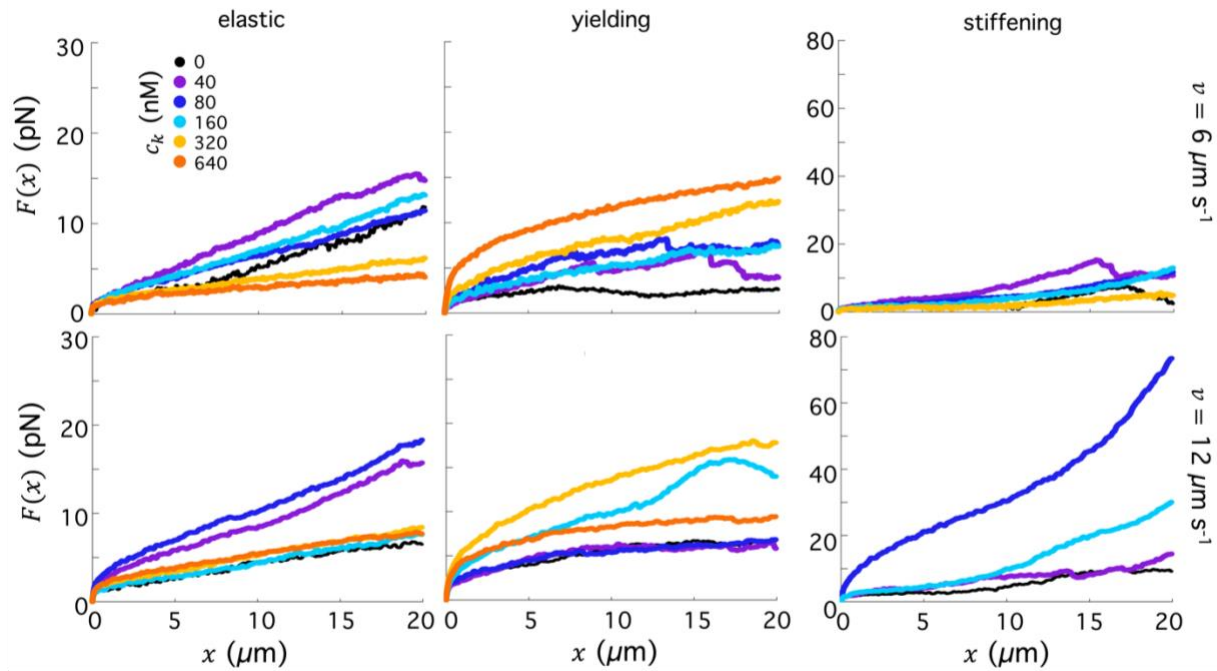 elastic
yielding
stiffening
30
20
10
0
F(x) (pN)
c_k (nM)
0
40
80
160
320
640
80
60
40
20
0
v = 6 μm s⁻¹
30
20
10
0
F(x) (pN)
80
60
40
20
0
v = 12 μm s⁻¹
0 5 10 15 20
0 5 10 15 20
0 5 10 15 20
x (μm)
x (μm)
x (μm)